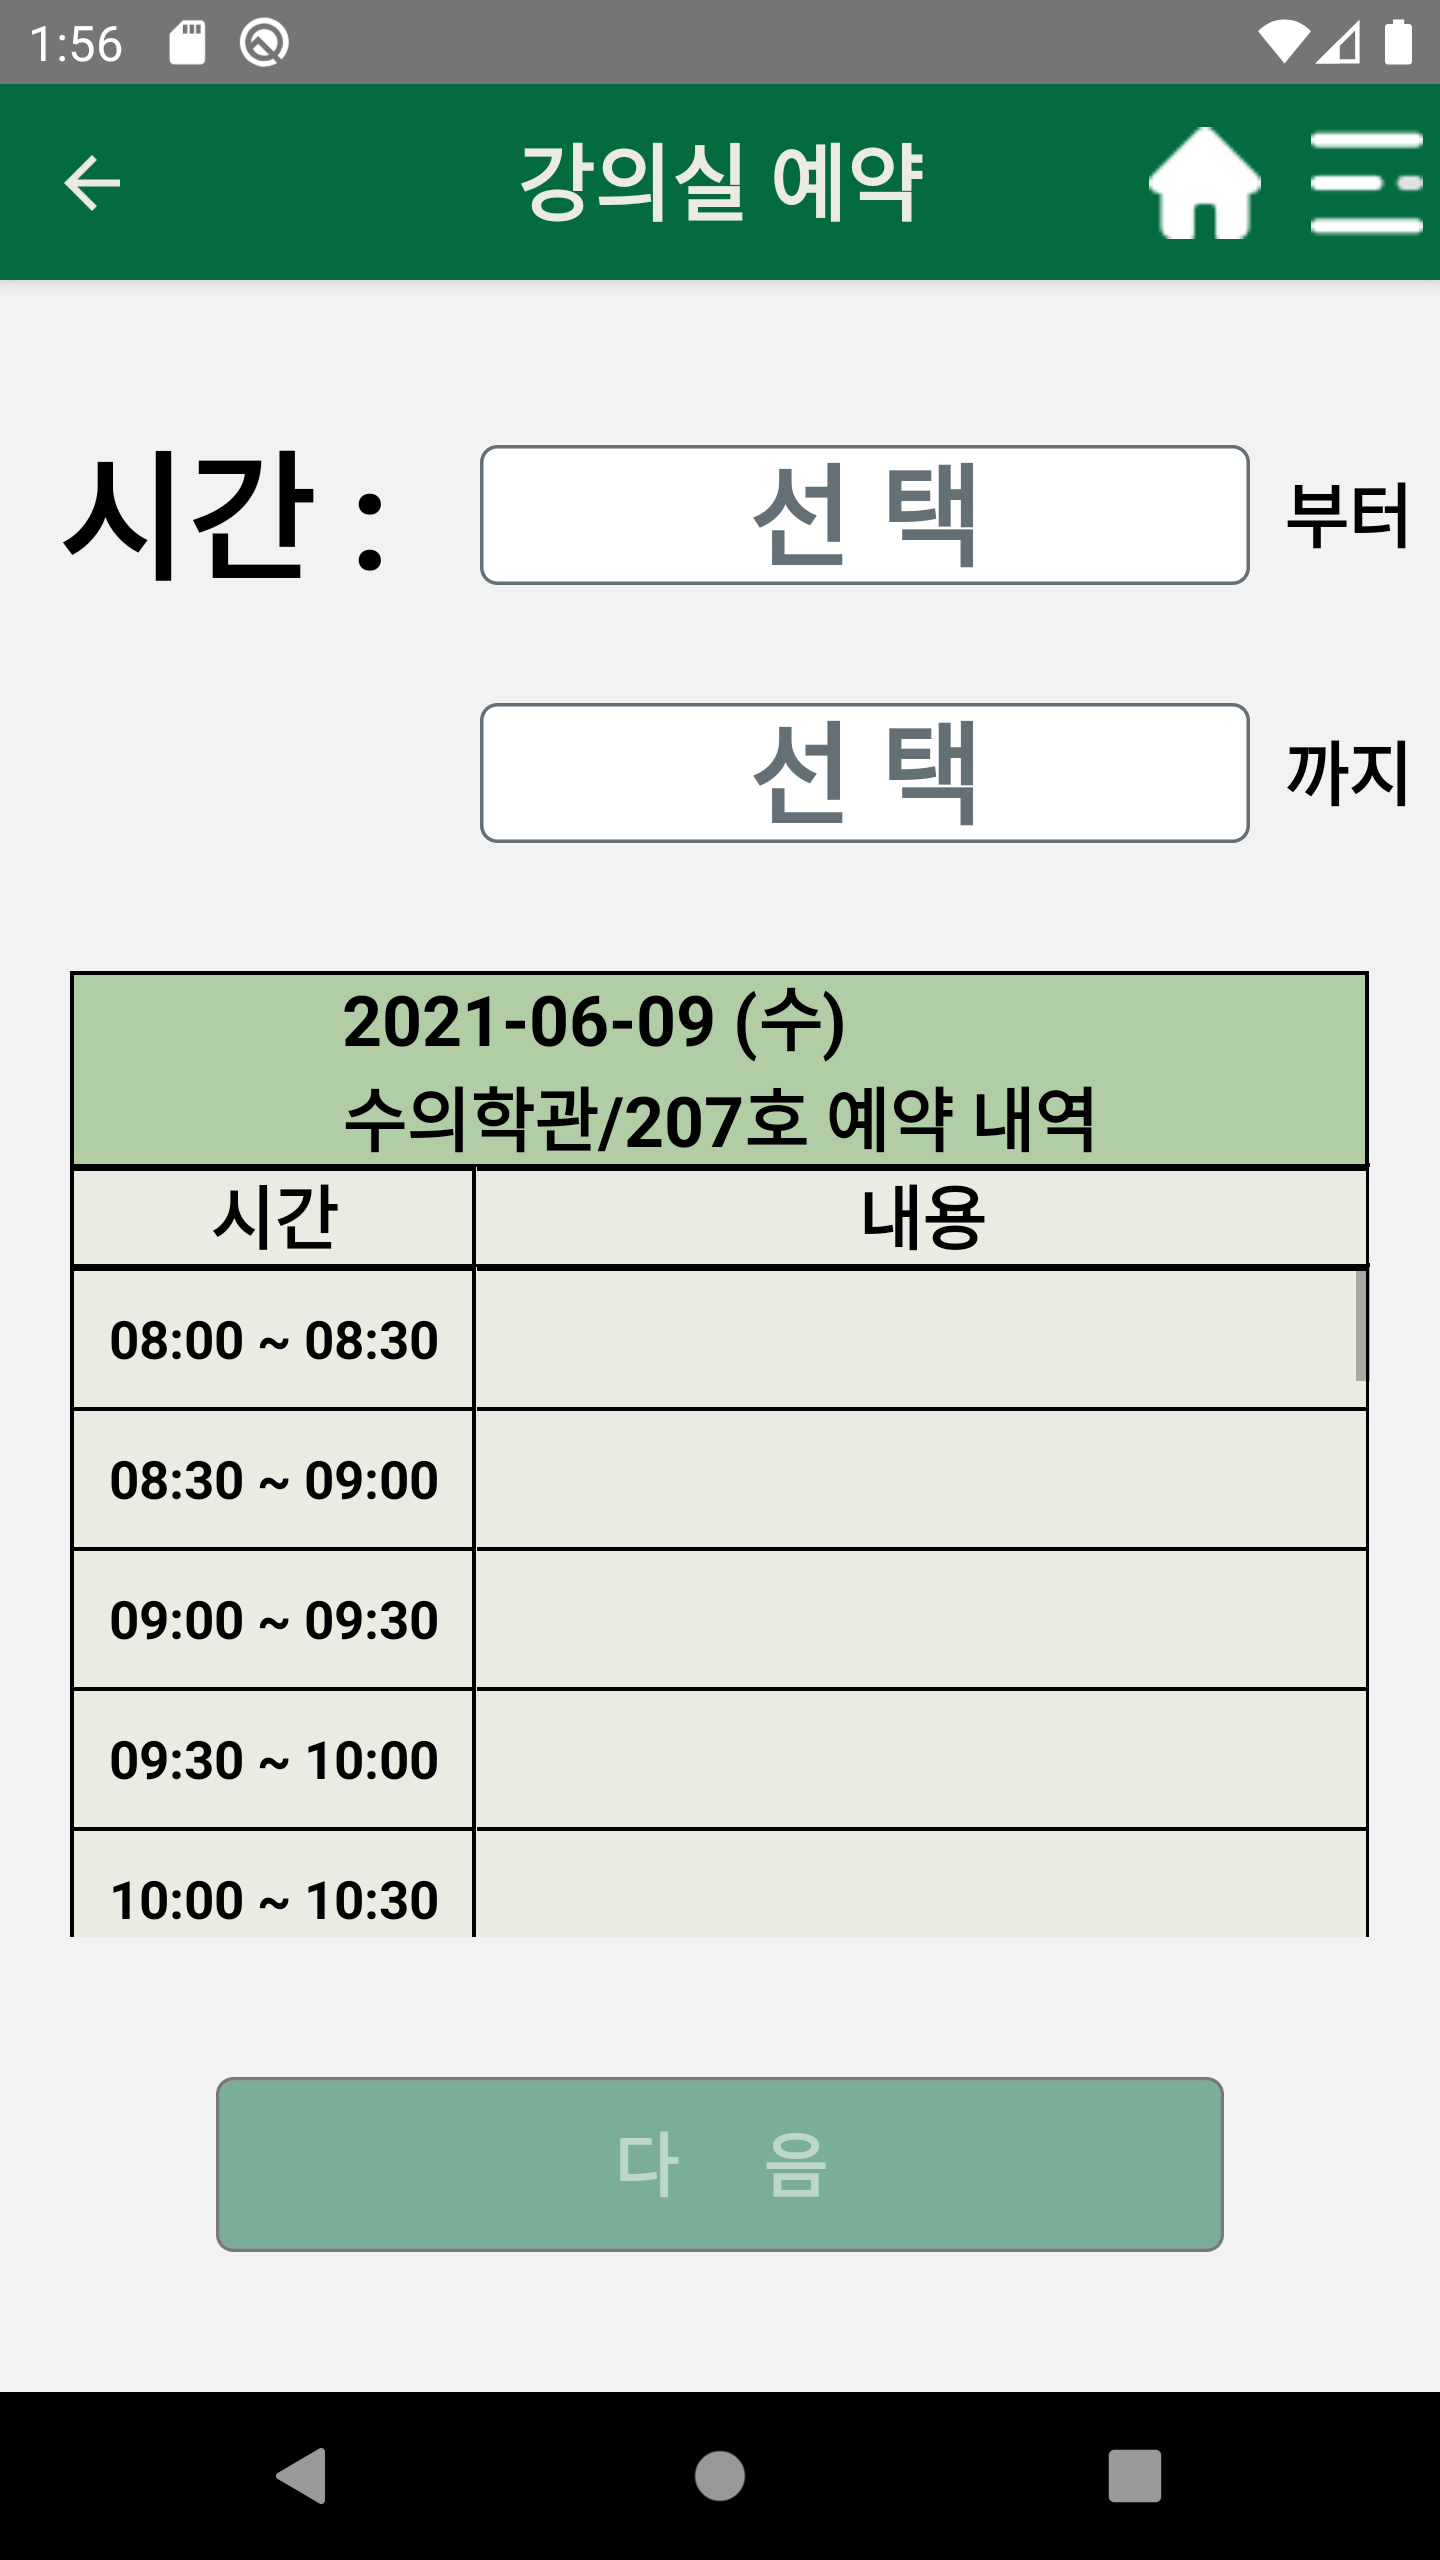 1:56
강의실 예약
시간 : 선 택 부터
선 택 까지
2021-06-09 (수)
수의학관/207호 예약 내역
시간 내용
08:00 ~ 08:30
08:30 ~ 09:00
09:00 ~ 09:30
09:30 ~ 10:00
10:00 ~ 10:30
다 음